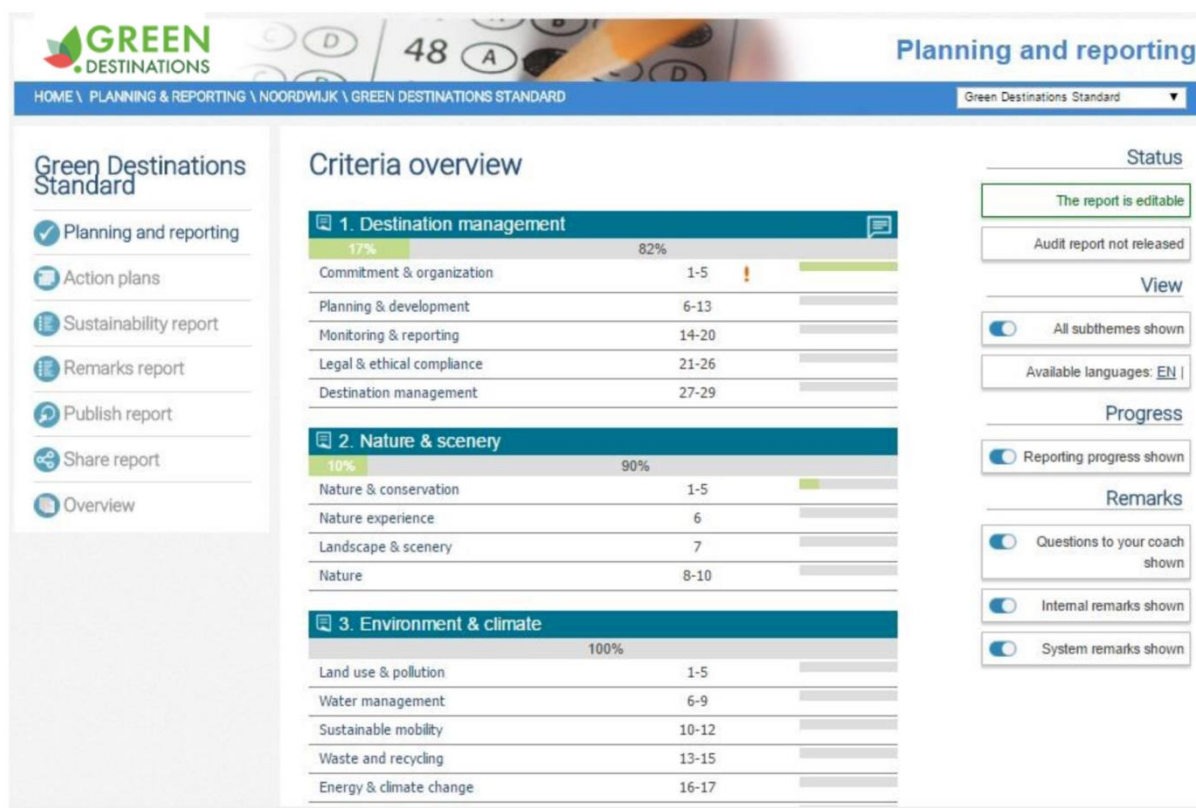 GREEN
DESTINATIONS
D
48 A
D
Planning and reporting
HOME \ PLANNING & REPORTING \ NOORDWIJK \ GREEN DESTINATIONS STANDARD
Green Destinations Standard ▼
Green Destinations
Standard
Planning and reporting
Action plans
Sustainability report
Remarks report
Publish report
Share report
Overview
Criteria overview
1. Destination management
17% 82%
Commitment & organization 1-5 !
Planning & development 6-13
Monitoring & reporting 14-20
Legal & ethical compliance 21-26
Destination management 27-29
2. Nature & scenery
10% 90%
Nature & conservation 1-5
Nature experience 6
Landscape & scenery 7
Nature 8-10
3. Environment & climate
100%
Land use & pollution 1-5
Water management 6-9
Sustainable mobility 10-12
Waste and recycling 13-15
Energy & climate change 16-17
Status
The report is editable
Audit report not released
View
All subthemes shown
Available languages: EN |
Progress
Reporting progress shown
Remarks
Questions to your coach
shown
Internal remarks shown
System remarks shown